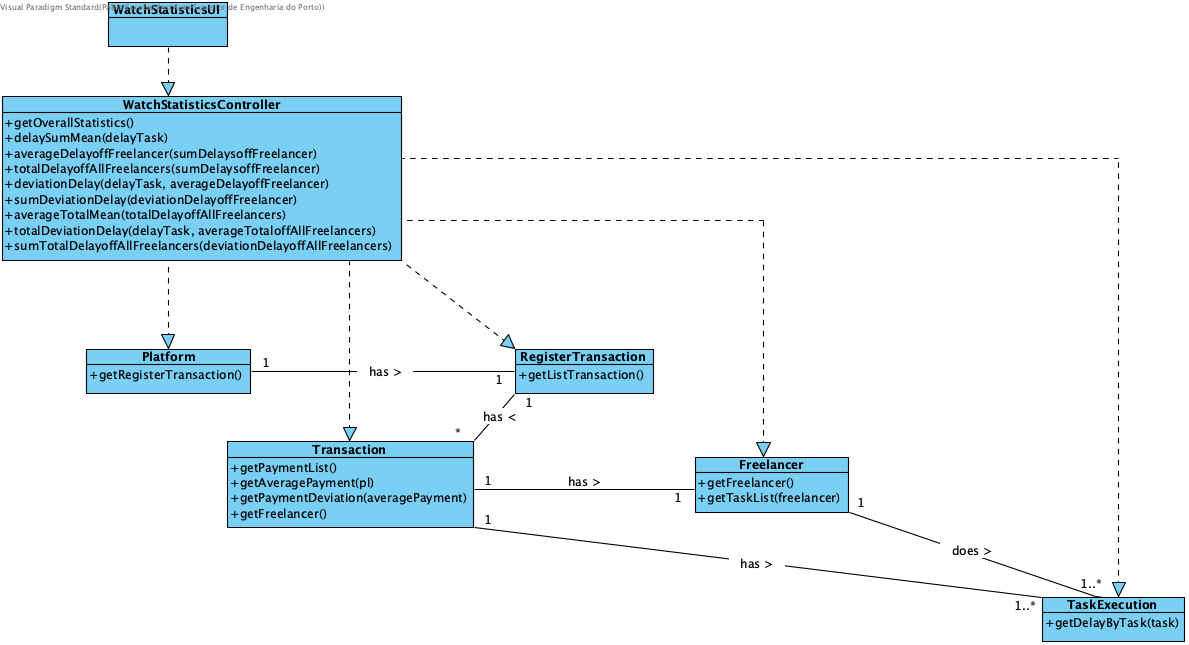 Visual Paradigm Standard(Pa de Engenharia do Porto))
WatchStatisticsUI
WatchStatisticsController
+getOverallStatistics()
+delaySumMean(delayTask)
+averageDelayoffFreelancer(sumDelaysoffFreelancer)
+totalDelayoffAllFreelancers(sumDelaysoffFreelancer)
+deviationDelay(delayTask, averageDelayoffFreelancer)
+sumDeviationDelay(deviationDelayoffFreelancer)
+averageTotalMean(totalDelayoffAllFreelancers)
+totalDeviationDelay(delayTask, averageTotaloffAllFreelancers)
+sumTotalDelayoffAllFreelancers(deviationDelayoffAllFreelancers)
Platform
+getRegisterTransaction()
1
has >
1
RegisterTransaction
+getListTransaction()
1
has <
*
Transaction
+getPaymentList()
+getAveragePayment(pl)
+getPaymentDeviation(averagePayment)
+getFreelancer()
1
has >
1
Freelancer
+getFreelancer()
+getTaskList(freelancer)
1
does >
1..*
1
has >
1..*
TaskExecution
+getDelayByTask(task)